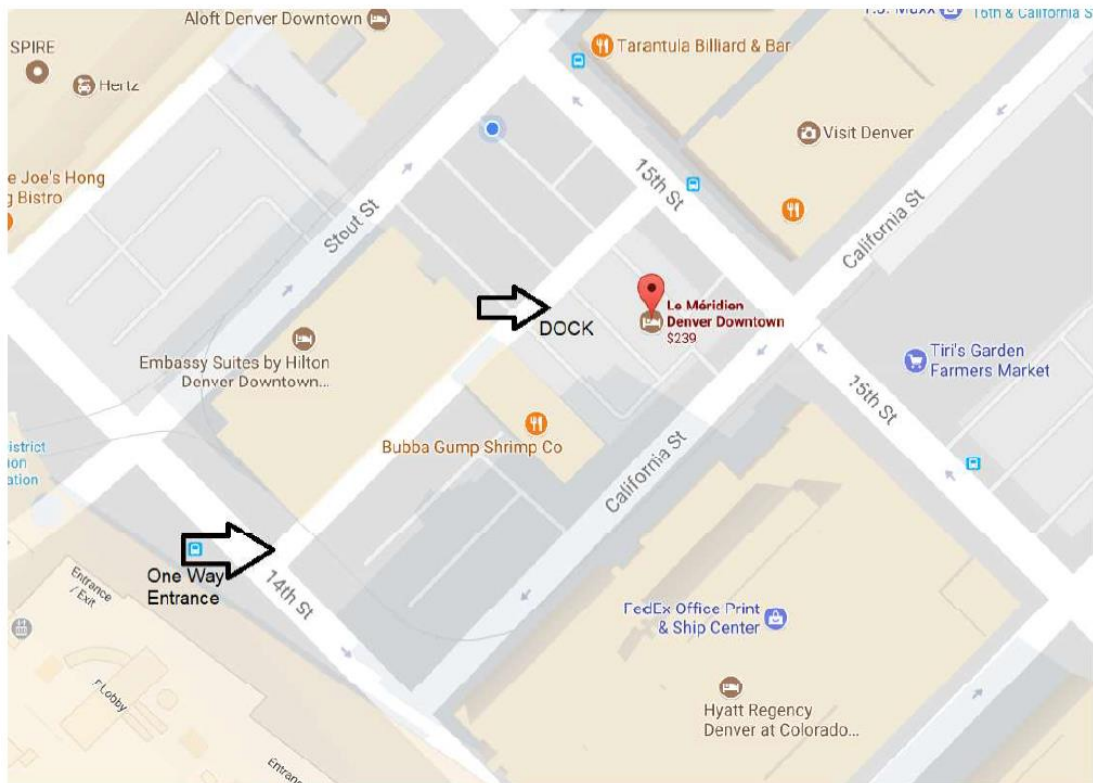 Aloft Denver Downtown
16th & California S
SPIRE
Tarantula Billiard & Bar
Hertz
Visit Denver
e Joe's Hong
g Bistro
15th St
Stout St
California St
DOCK
Le Méridien
Denver Downtown
$239
Embassy Suites by Hilton
Denver Downtown...
Tiri's Garden
Farmers Market
15th St
Bubba Gump Shrimp Co
istrict
ion
ation
California St
One Way
Entrance
14th St
Entrance
/ Exit
FedEx Office Print
& Ship Center
r Lobby
Hyatt Regency
Denver at Colorado...
Entran